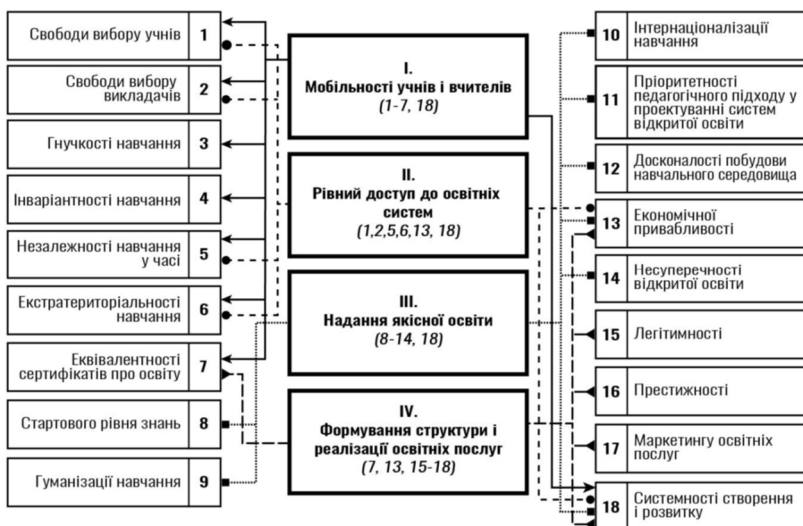 Свободи вибору учнів
1
Свободи вибору
викладачів
2
Гнучкості навчання
3
Інваріантності навчання
4
Незалежності навчання
у часі
5
Екстратериторіальності
навчання
6
Еквівалентності
сертифікатів про освіту
7
Стартового рівня знань
8
Гуманізації навчання
9
I.
Мобільності учнів і вчителів
(1-7, 18)
II.
Рівний доступ до освітніх
систем
(1,2,5,6,13, 18)
III.
Надання якісної освіти
(8-14, 18)
IV.
Формування структури і
реалізації освітніх послуг
(7, 13, 15-18)
10
Інтернаціоналізації
навчання
11
Пріоритетності
педагогічного підходу у
проектуванні систем
відкритої освіти
12
Досконалості побудови
навчального середовища
13
Економічної
привабливості
14
Несуперечності
відкритої освіти
15
Легітимності
16
Престижності
17
Маркетингу освітніх
послуг
18
Системності створення
і розвитку